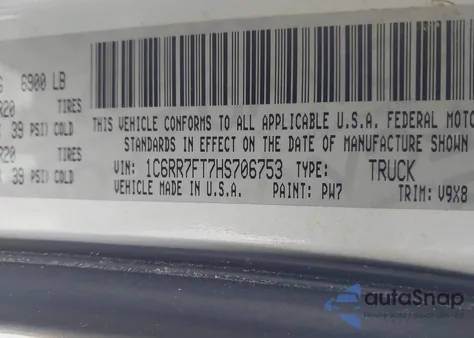 6900 LB
R20 TIRES
39 PSI/COLD
R20 TIRES
39 PSI/COLD
THIS VEHICLE CONFORMS TO ALL APPLICABLE U.S.A. FEDERAL MOTO
STANDARDS IN EFFECT ON THE DATE OF MANUFACTURE SHOWN
VIN: 1C6RR7FT7HS706753 TYPE: TRUCK
VEHICLE MADE IN U.S.A. PAINT: PW7 TRIM: V9X8
autoSnap